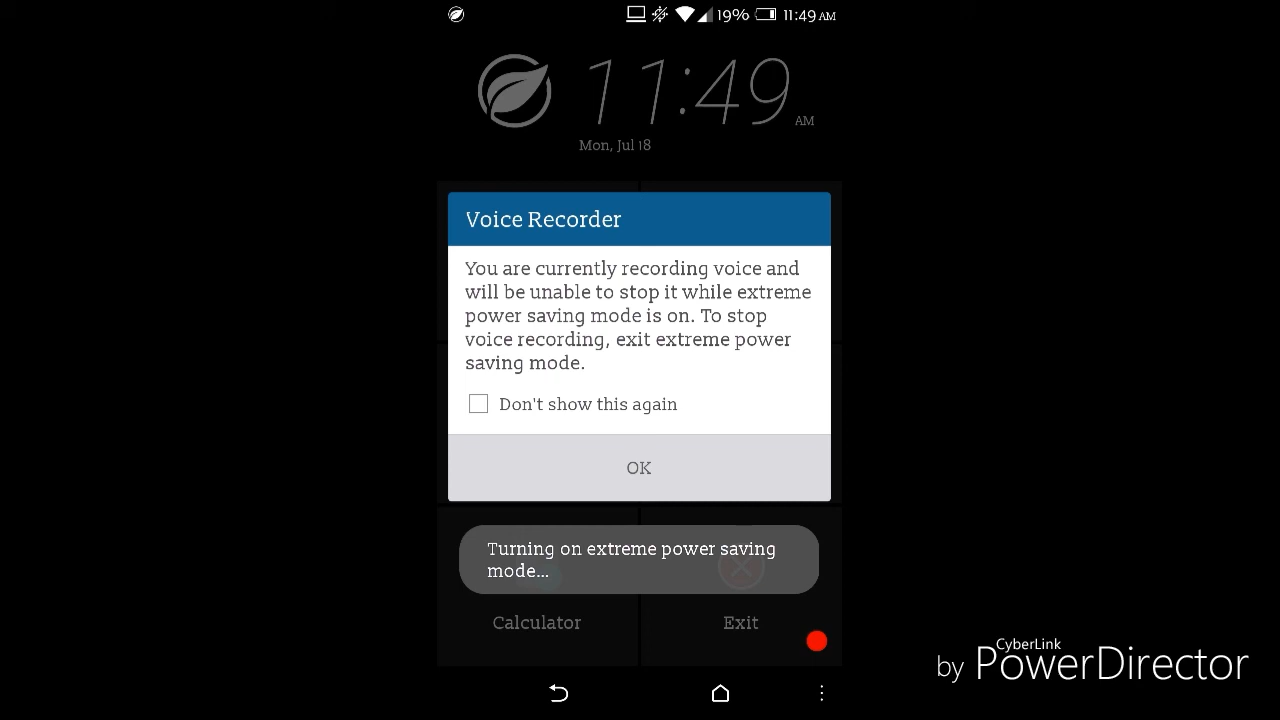 19% 11:49 AM
11:49 AM
Mon, Jul 18
Voice Recorder
You are currently recording voice and
will be unable to stop it while extreme
power saving mode is on. To stop
voice recording, exit extreme power
saving mode.
Don't show this again
OK
Turning on extreme power saving
mode...
Calculator Exit
CyberLink
by PowerDirector